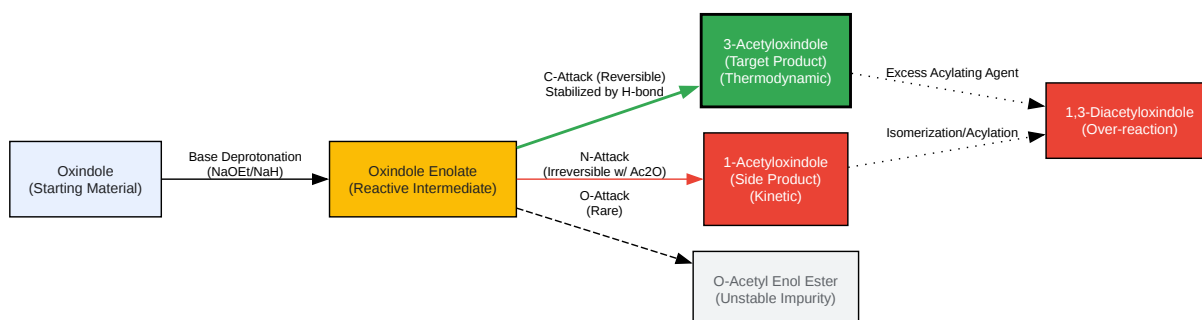 Oxindole
(Starting Material)
Base Deprotonation
(NaOEt/NaH)
Oxindole Enolate
(Reactive Intermediate)
C-Attack (Reversible)
Stabilized by H-bond
3-Acetyloxindole
(Target Product)
(Thermodynamic)
N-Attack
(Irreversible w/ Ac2O)
1-Acetyloxindole
(Side Product)
(Kinetic)
O-Attack
(Rare)
O-Acetyl Enol Ester
(Unstable Impurity)
Excess Acylating Agent
Isomerization/Acylation
1,3-Diacetyloxindole
(Over-reaction)